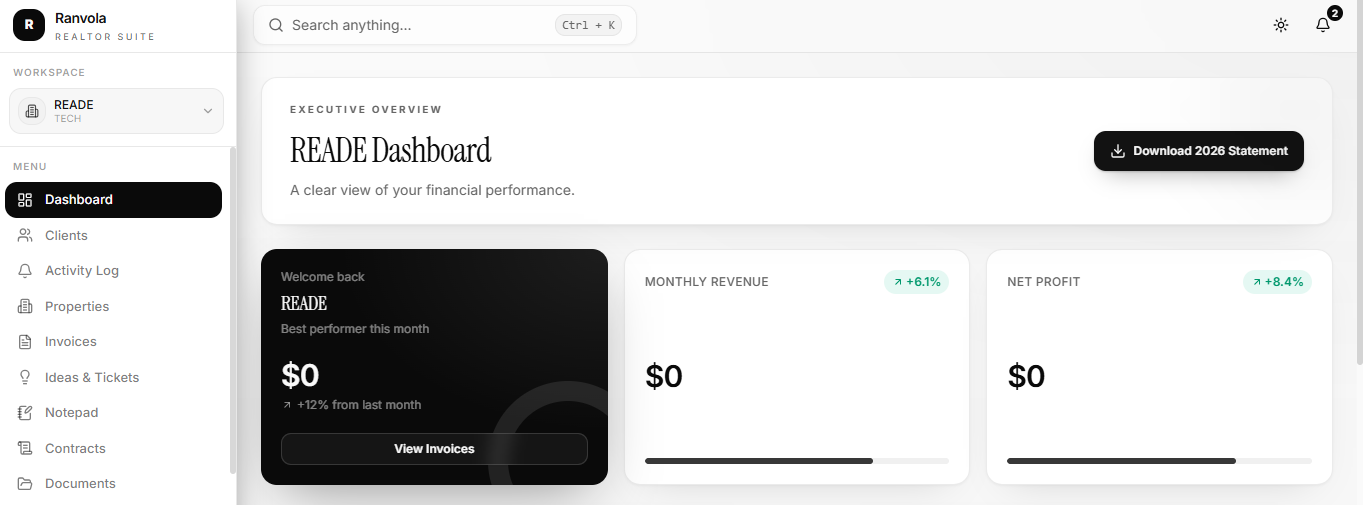 R
Ranvola
REALTOR SUITE
Search anything...
Ctrl + K
2
WORKSPACE
READE
TECH
MENU
Dashboard
Clients
Activity Log
Properties
Invoices
Ideas & Tickets
Notepad
Contracts
Documents
EXECUTIVE OVERVIEW
READE Dashboard
A clear view of your financial performance.
Download 2026 Statement
Welcome back
READE
Best performer this month
$0
+12% from last month
View Invoices
MONTHLY REVENUE
+6.1%
$0
NET PROFIT
+8.4%
$0